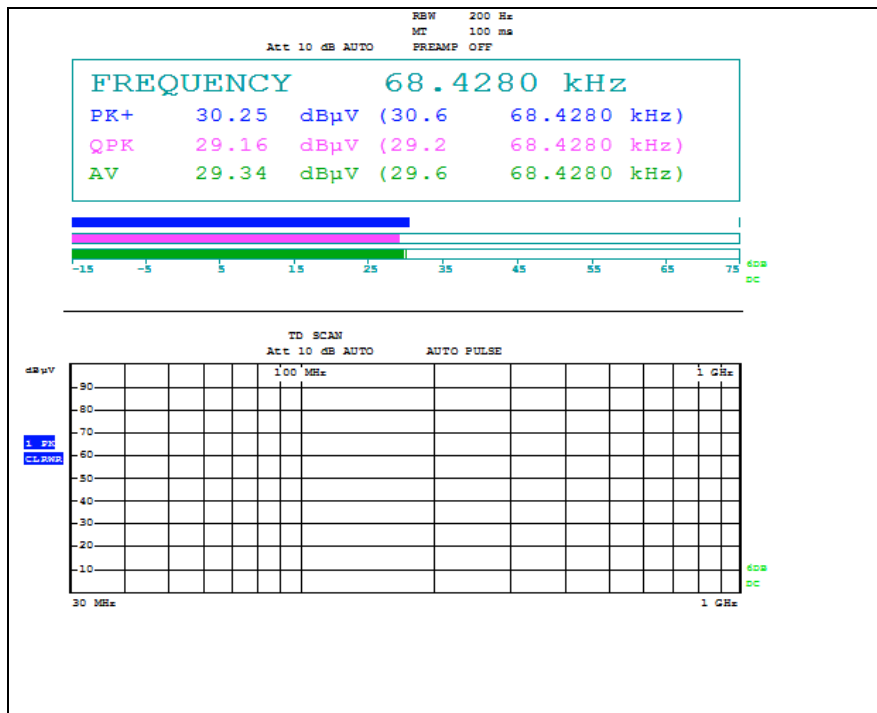 RBW 200 Hz
MT 100 ms
Att 10 dB AUTO PREAMP OFF
FREQUENCY 68.4280 kHz
PK+ 30.25 dBµV (30.6 68.4280 kHz)
QPK 29.16 dBµV (29.2 68.4280 kHz)
AV 29.34 dBµV (29.6 68.4280 kHz)
-15 -5 5 15 25 35 45 55 65 75
6DB
DC
TD SCAN
Att 10 dB AUTO AUTO PULSE
dBµV
100 MHz 1 GHz
90
80
70
1 PK
60
CLRWR
50
40
30
20
10
6DB
DC
30 MHz 1 GHz